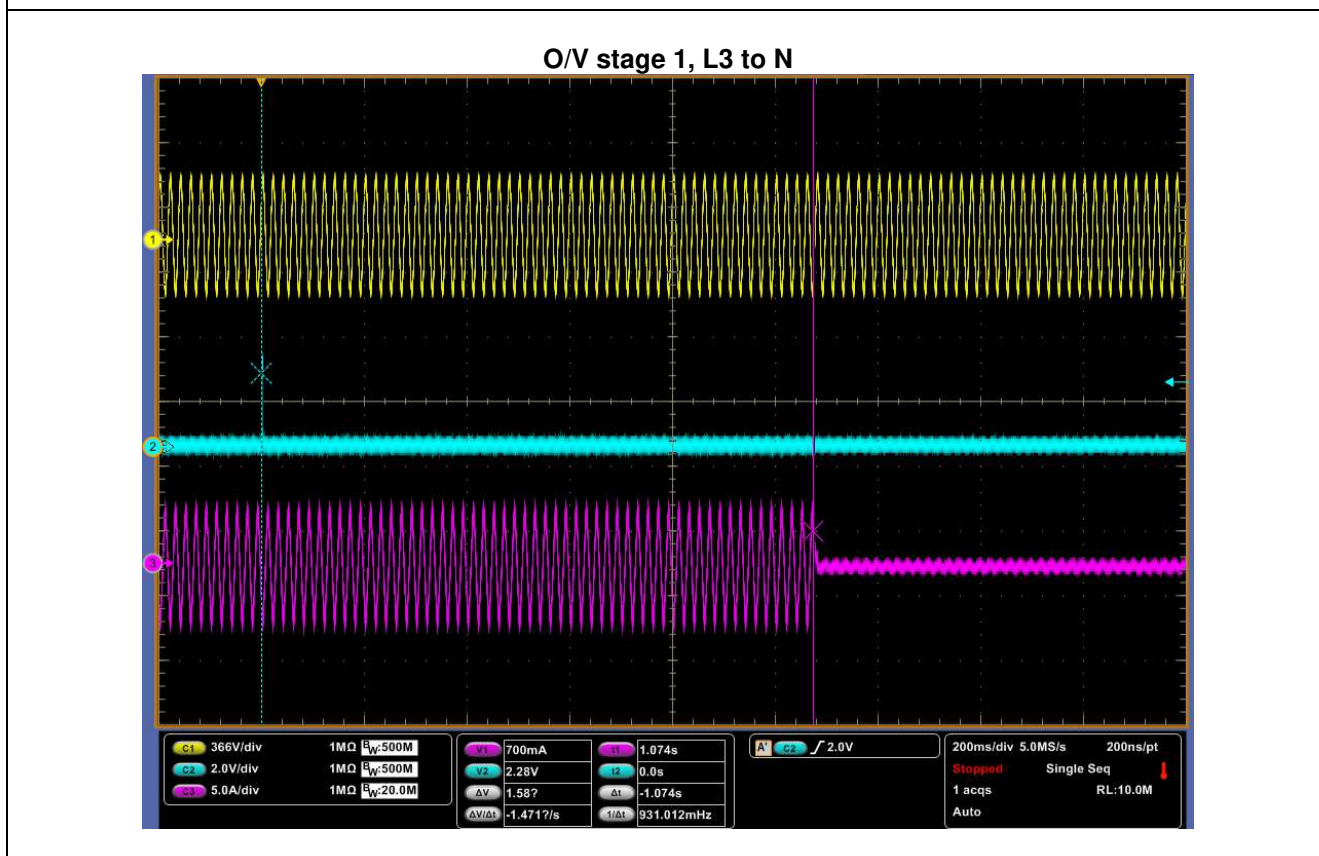 O/V stage 1, L3 to N
1
2
3
C1 366V/div 1MΩ BW:500M
C2 2.0V/div 1MΩ BW:500M
C3 5.0A/div 1MΩ BW:20.0M
V1 700mA t1 1.074s
V2 2.28V t2 0.0s
ΔV 1.58? Δt -1.074s
ΔV/Δt -1.471?/s 1/Δt 931.012mHz
A' C2 2.0V
200ms/div 5.0MS/s 200ns/pt
Stopped Single Seq
1 acqs RL:10.0M
Auto